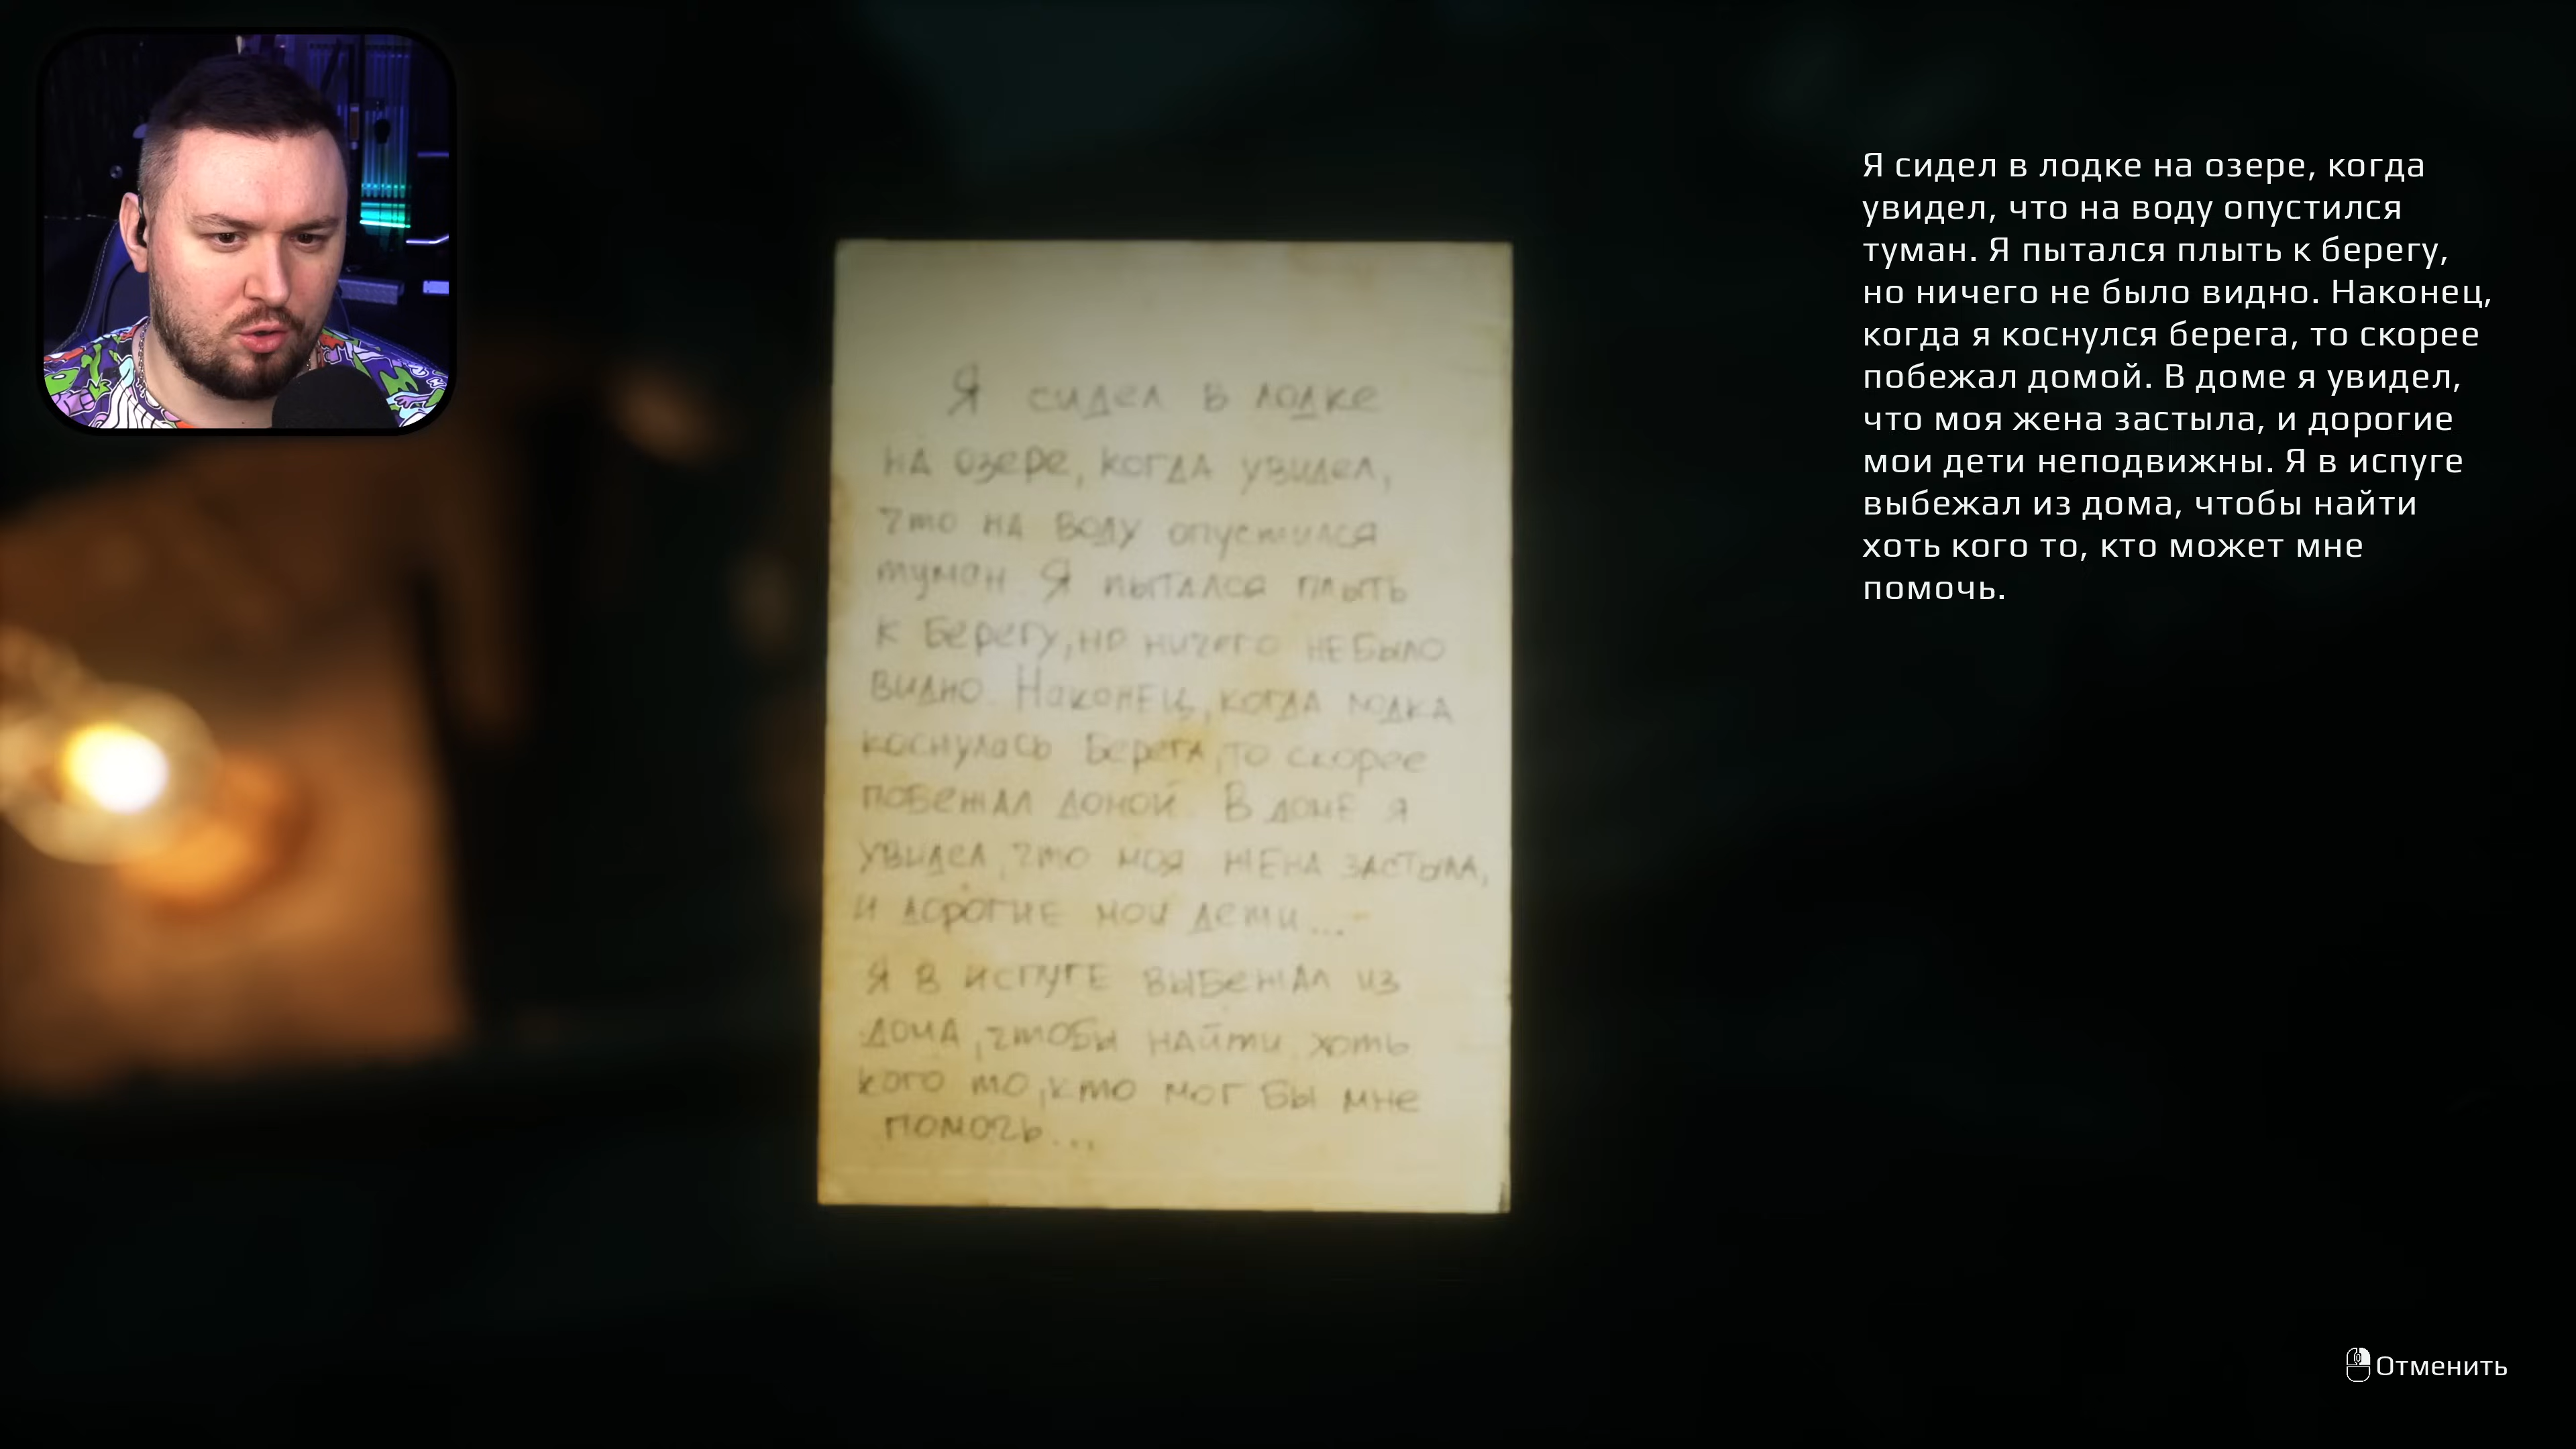 Я сидел в лодке
на озере, когда увидел,
что на воду опустился
туман Я пытался плыть
к берегу, но ничего не было
видно. Наконец, когда лодка
коснулась берега, то скорее
побежал домой. В доме я
увидел, что моя жена застыла,
и дорогие мои дети...
Я в испуге выбежал из
дома, чтобы найти хоть
кого то, кто мог бы мне
помочь...
Я сидел в лодке на озере, когда
увидел, что на воду опустился
туман. Я пытался плыть к берегу,
но ничего не было видно. Наконец,
когда я коснулся берега, то скорее
побежал домой. В доме я увидел,
что моя жена застыла, и дорогие
мои дети неподвижны. Я в испуге
выбежал из дома, чтобы найти
хоть кого то, кто может мне
помочь.
Отменить